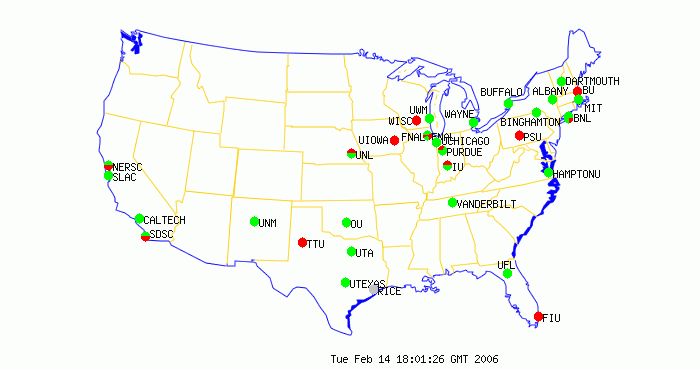 DARTMOUTH
BUFFALO
ALBANY
BU
MIT
UWM
WAYNE
WISC
BINGHAMTON
BNL
UIOWA
FNAL
UCHICAGO
PSU
UNL
PURDUE
IU
NERSC
SLAC
HAMPTONU
VANDERBILT
CALTECH
UNM
OU
SDSC
TTU
UTA
UFL
UTEXAS
RICE
FIU
Tue Feb 14 18:01:26 GMT 2006